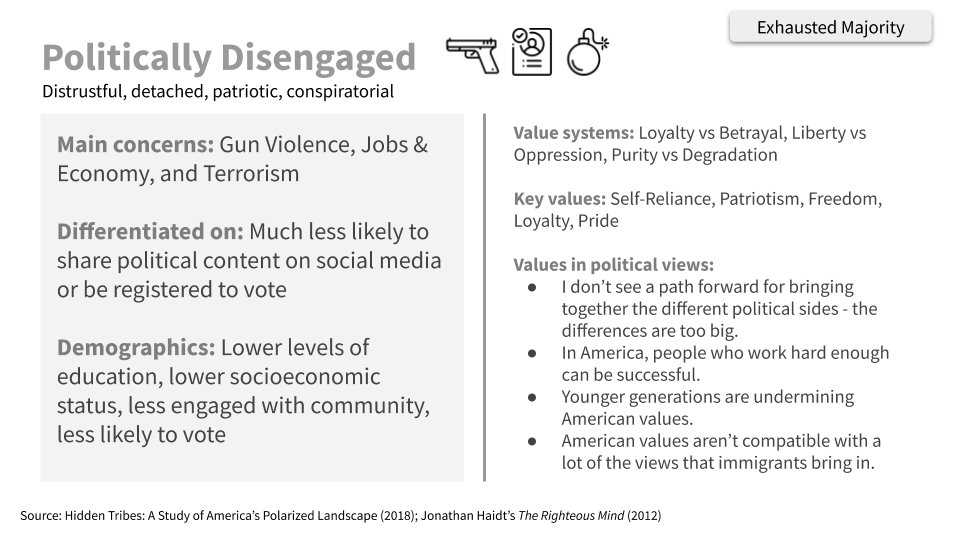 Exhausted Majority
Politically Disengaged
Distrustful, detached, patriotic, conspiratorial
Main concerns: Gun Violence, Jobs &
Economy, and Terrorism
Differentiated on: Much less likely to
share political content on social media
or be registered to vote
Demographics: Lower levels of
education, lower socioeconomic
status, less engaged with community,
less likely to vote
Value systems: Loyalty vs Betrayal, Liberty vs
Oppression, Purity vs Degradation
Key values: Self-Reliance, Patriotism, Freedom,
Loyalty, Pride
Values in political views:
● I don’t see a path forward for bringing
together the different political sides - the
differences are too big.
● In America, people who work hard enough
can be successful.
● Younger generations are undermining
American values.
● American values aren’t compatible with a
lot of the views that immigrants bring in.
Source: Hidden Tribes: A Study of America’s Polarized Landscape (2018); Jonathan Haidt’s The Righteous Mind (2012)